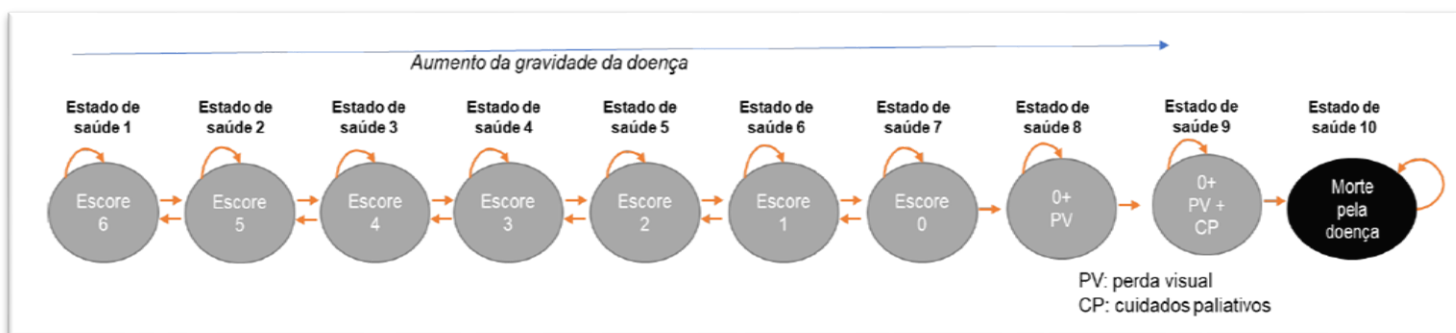 Aumento da gravidade da doença
Estado de
saúde 1
Estado de
saúde 2
Estado de
saúde 3
Estado de
saúde 4
Estado de
saúde 5
Estado de
saúde 6
Estado de
saúde 7
Estado de
saúde 8
Estado de
saúde 9
Estado de
saúde 10
Escore
6
Escore
5
Escore
4
Escore
3
Escore
2
Escore
1
Escore
0
0+
PV
0+
PV +
CP
Morte
pela
doença
PV: perda visual
CP: cuidados paliativos